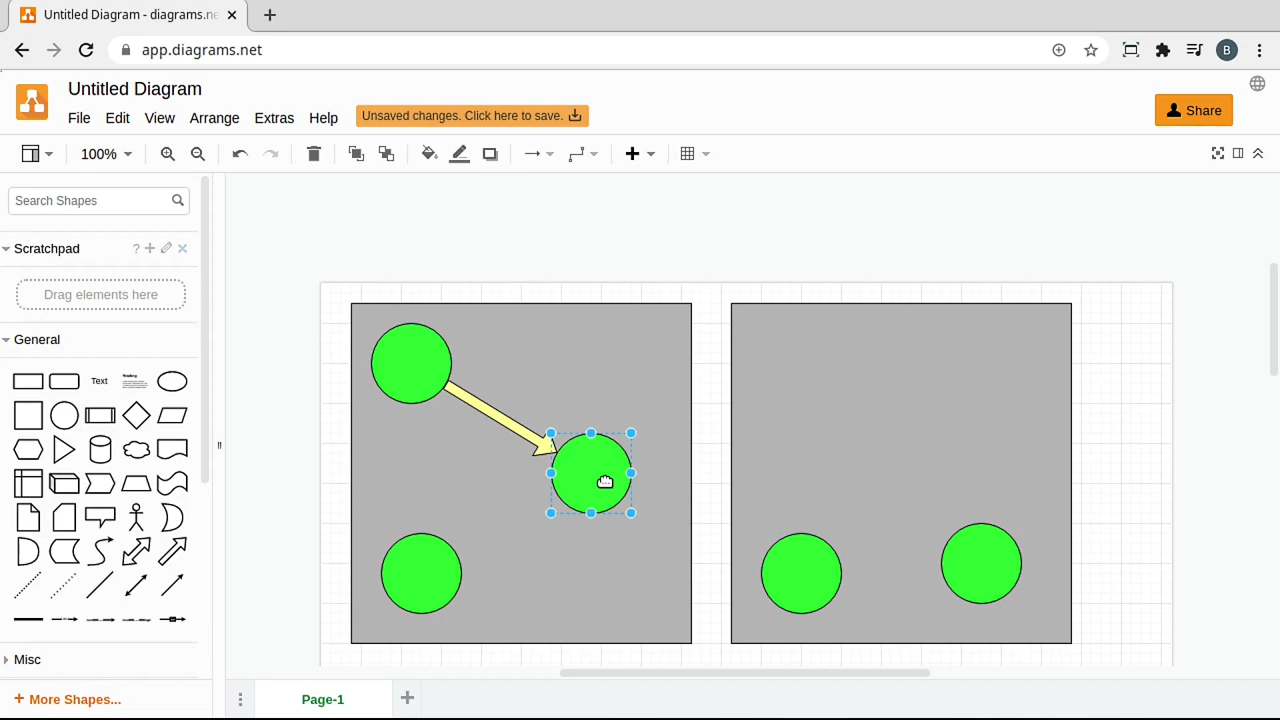 Untitled Diagram - diagrams.ne
app.diagrams.net
B
Untitled Diagram
File Edit View Arrange Extras Help
Unsaved changes. Click here to save.
Share
100%
Search Shapes
Scratchpad
?
Drag elements here
General
Text
Heading
Misc
+ More Shapes...
Page-1